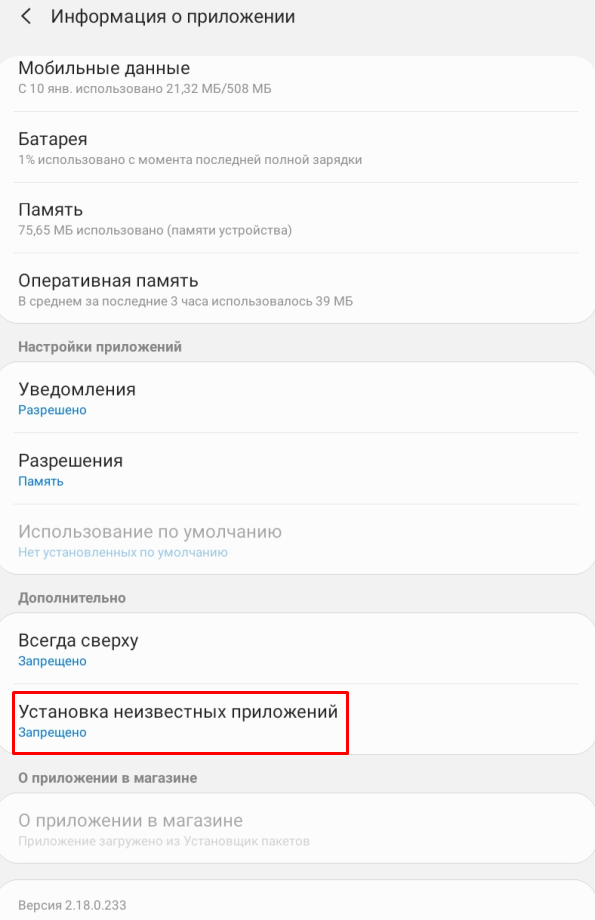 Информация о приложении
Мобильные данные
С 10 янв. использовано 21,32 МБ/508 МБ
Батарея
1% использовано с момента последней полной зарядки
Память
75,65 МБ использовано (памяти устройства)
Оперативная память
В среднем за последние 3 часа использовалось 39 МБ
Настройки приложений
Уведомления
Разрешено
Разрешения
Память
Использование по умолчанию
Нет установленных по умолчанию
Дополнительно
Всегда сверху
Запрещено
Установка неизвестных приложений
Запрещено
О приложении в магазине
О приложении в магазине
Приложение загружено из Установщик пакетов
Версия 2.18.0.233